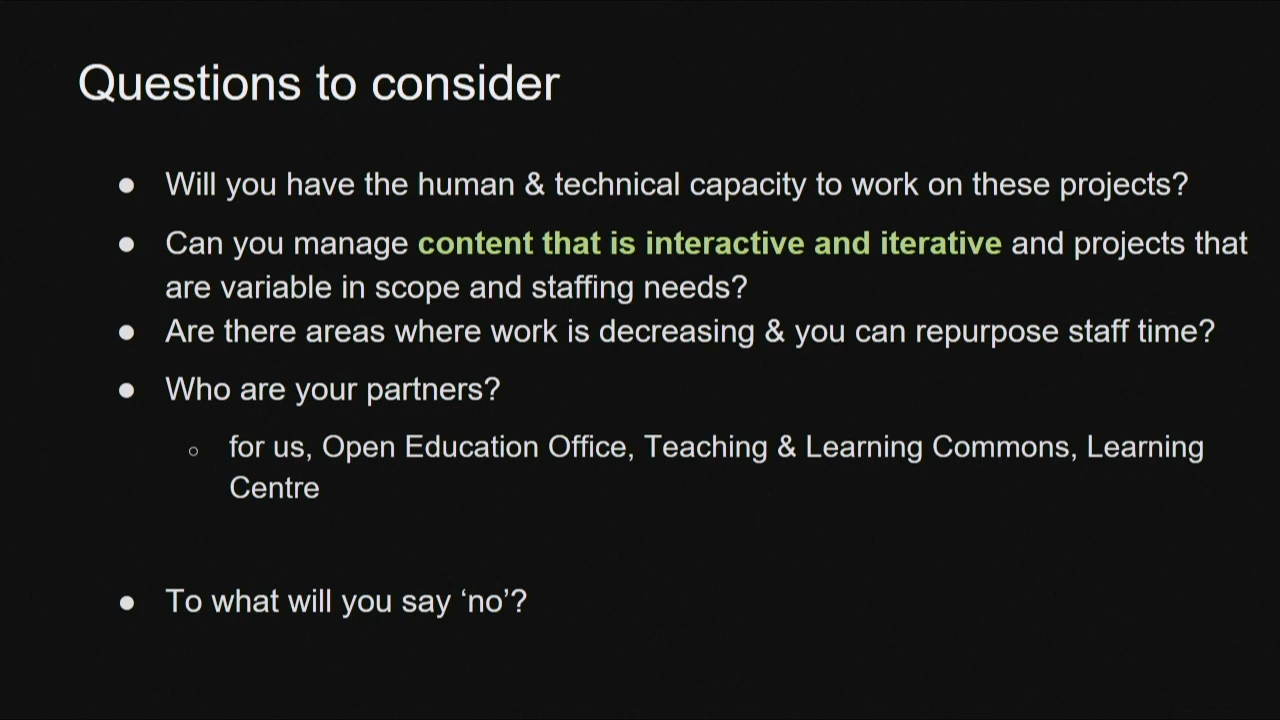 Questions to consider
● Will you have the human & technical capacity to work on these projects?
● Can you manage content that is interactive and iterative and projects that
are variable in scope and staffing needs?
● Are there areas where work is decreasing & you can repurpose staff time?
● Who are your partners?
○ for us, Open Education Office, Teaching & Learning Commons, Learning
Centre
● To what will you say ‘no’?